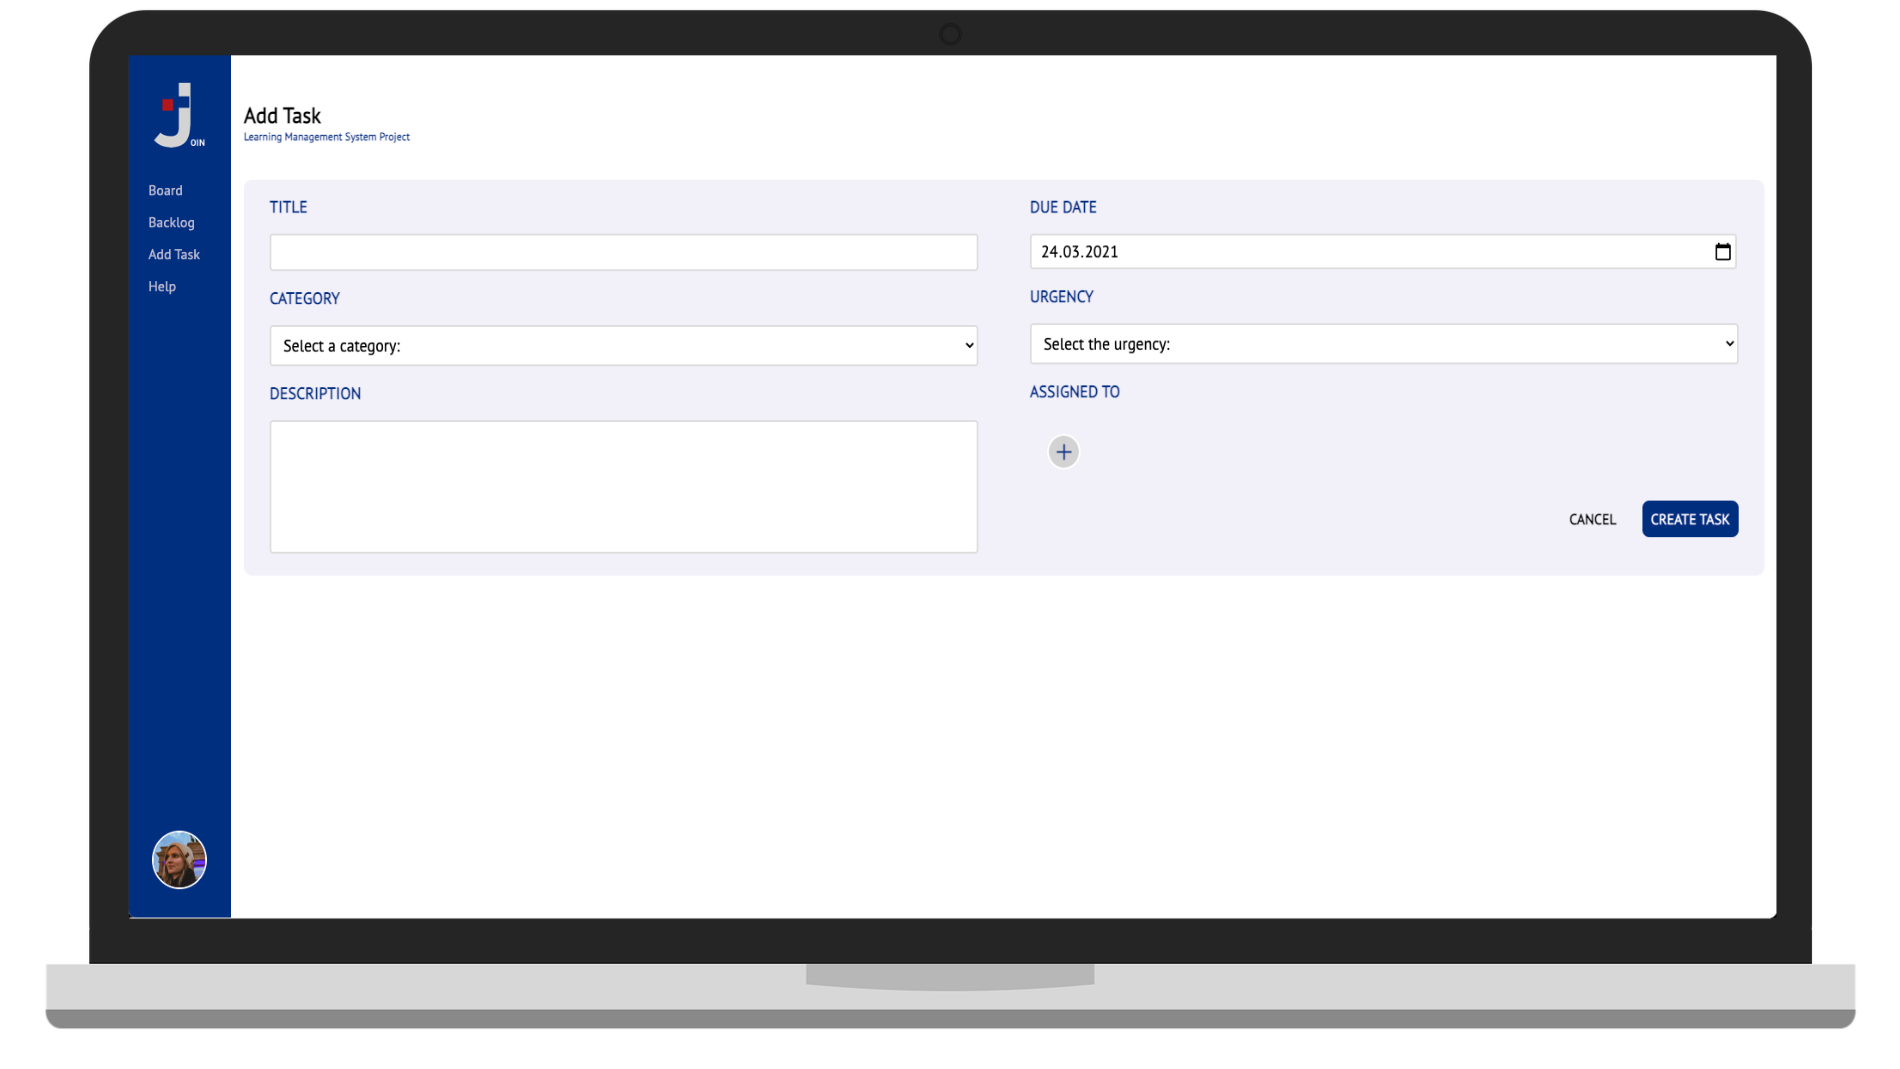 JOIN
Board
Backlog
Add Task
Help
Add Task
Learning Management System Project
TITLE
CATEGORY
Select a category:
DESCRIPTION
DUE DATE
24.03.2021
URGENCY
Select the urgency:
ASSIGNED TO
+
CANCEL
CREATE TASK